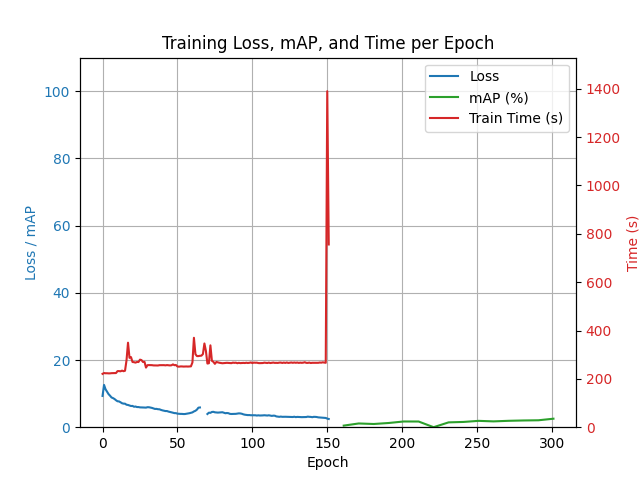 Training Loss, mAP, and Time per Epoch
Loss
mAP (%)
Train Time (s)
Loss / mAP
100
80
60
40
20
0
1400
1200
1000
800
600
400
200
0
Time (s)
0 50 100 150 200 250 300
Epoch